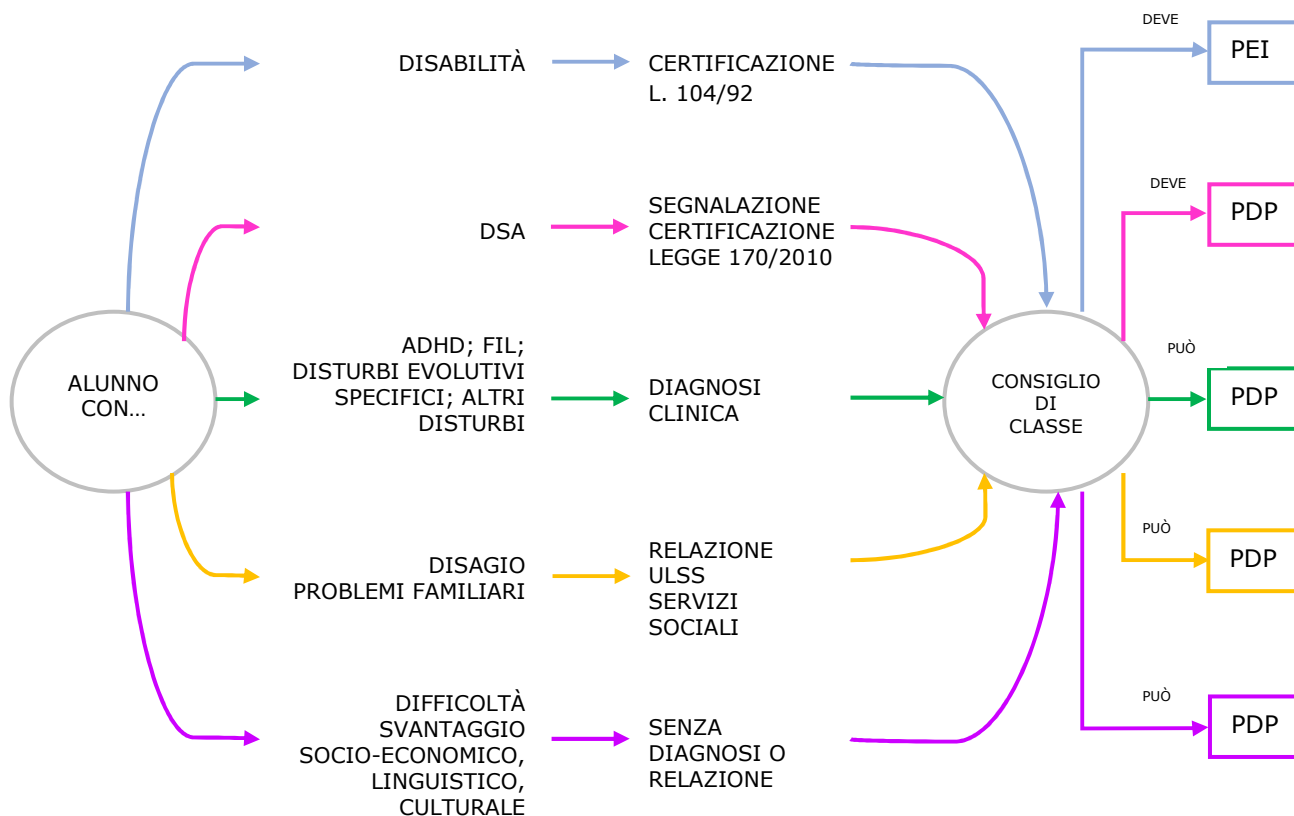 DEVE
PEI
DISABILITÀ
CERTIFICAZIONE
L. 104/92
DEVE
PDP
DSA
SEGNALAZIONE
CERTIFICAZIONE
LEGGE 170/2010
ALUNNO
CON...
ADHD; FIL;
DISTURBI EVOLUTIVI
SPECIFICI; ALTRI
DISTURBI
DIAGNOSI
CLINICA
CONSIGLIO
DI
CLASSE
PUÒ
PDP
DISAGIO
PROBLEMI FAMILIARI
RELAZIONE
ULSS
SERVIZI
SOCIALI
PUÒ
PDP
DIFFICOLTÀ
SVANTAGGIO
SOCIO-ECONOMICO,
LINGUISTICO,
CULTURALE
SENZA
DIAGNOSI O
RELAZIONE
PUÒ
PDP